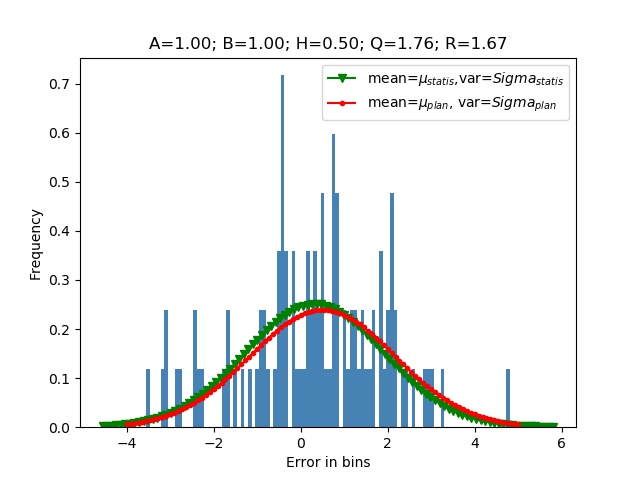 A=1.00; B=1.00; H=0.50; Q=1.76; R=1.67
mean=μstatis,var=Sigmastatis
mean=μplan, var=Sigmaplan
0.7
0.6
0.5
0.4
0.3
0.2
0.1
0.0
Frequency
−4 −2 0 2 4 6
Error in bins